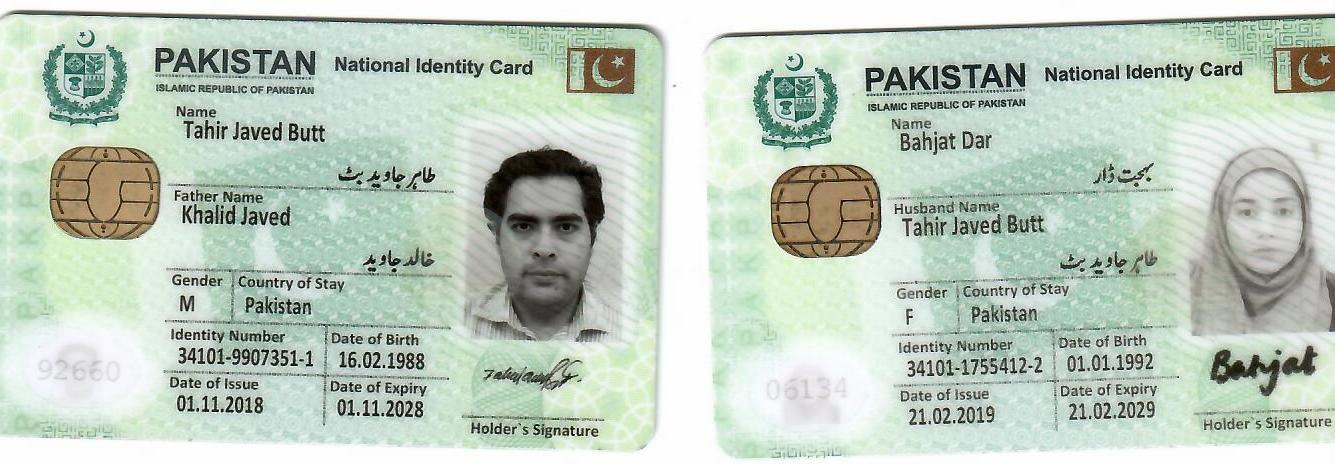 PAKISTAN National Identity Card
ISLAMIC REPUBLIC OF PAKISTAN
Name
Tahir Javed Butt
طاہر جاوید بٹ
Father Name
Khalid Javed
خالد جاوید
Gender Country of Stay
M Pakistan
Identity Number Date of Birth
34101-9907351-1 16.02.1988
Date of Issue Date of Expiry
01.11.2018 01.11.2028
92660
Holder`s Signature
PAKISTAN National Identity Card
ISLAMIC REPUBLIC OF PAKISTAN
Name
Bahjat Dar
بہجت ڈار
Husband Name
Tahir Javed Butt
طاہر جاوید بٹ
Gender Country of Stay
F Pakistan
Identity Number Date of Birth
34101-1755412-2 01.01.1992
Date of Issue Date of Expiry
21.02.2019 21.02.2029
06134
Bahjat
Holder`s Signature